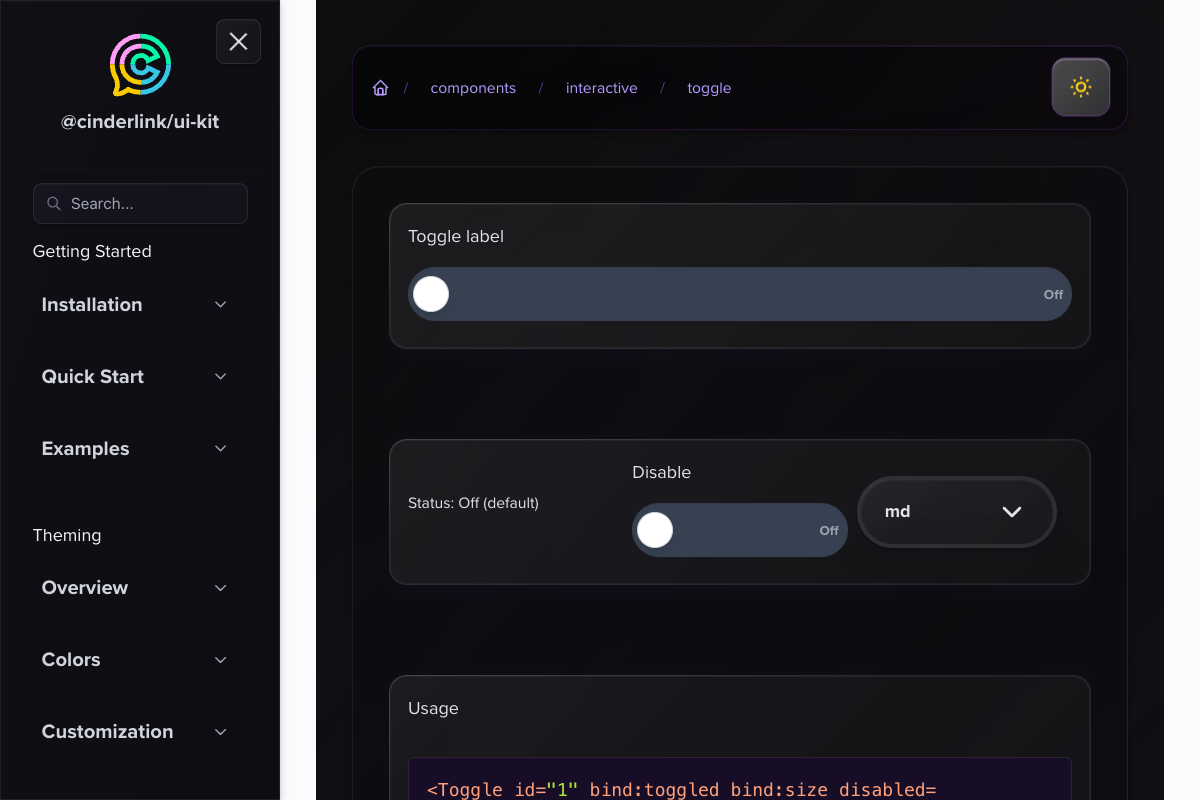 @cinderlink/ui-kit
Search...
Getting Started
Installation
Quick Start
Examples
Theming
Overview
Colors
Customization
/ components / interactive / toggle
Toggle label
Off
Status: Off (default)
Disable
Off
md
Usage
<Toggle id="1" bind:toggled bind:size disabled=